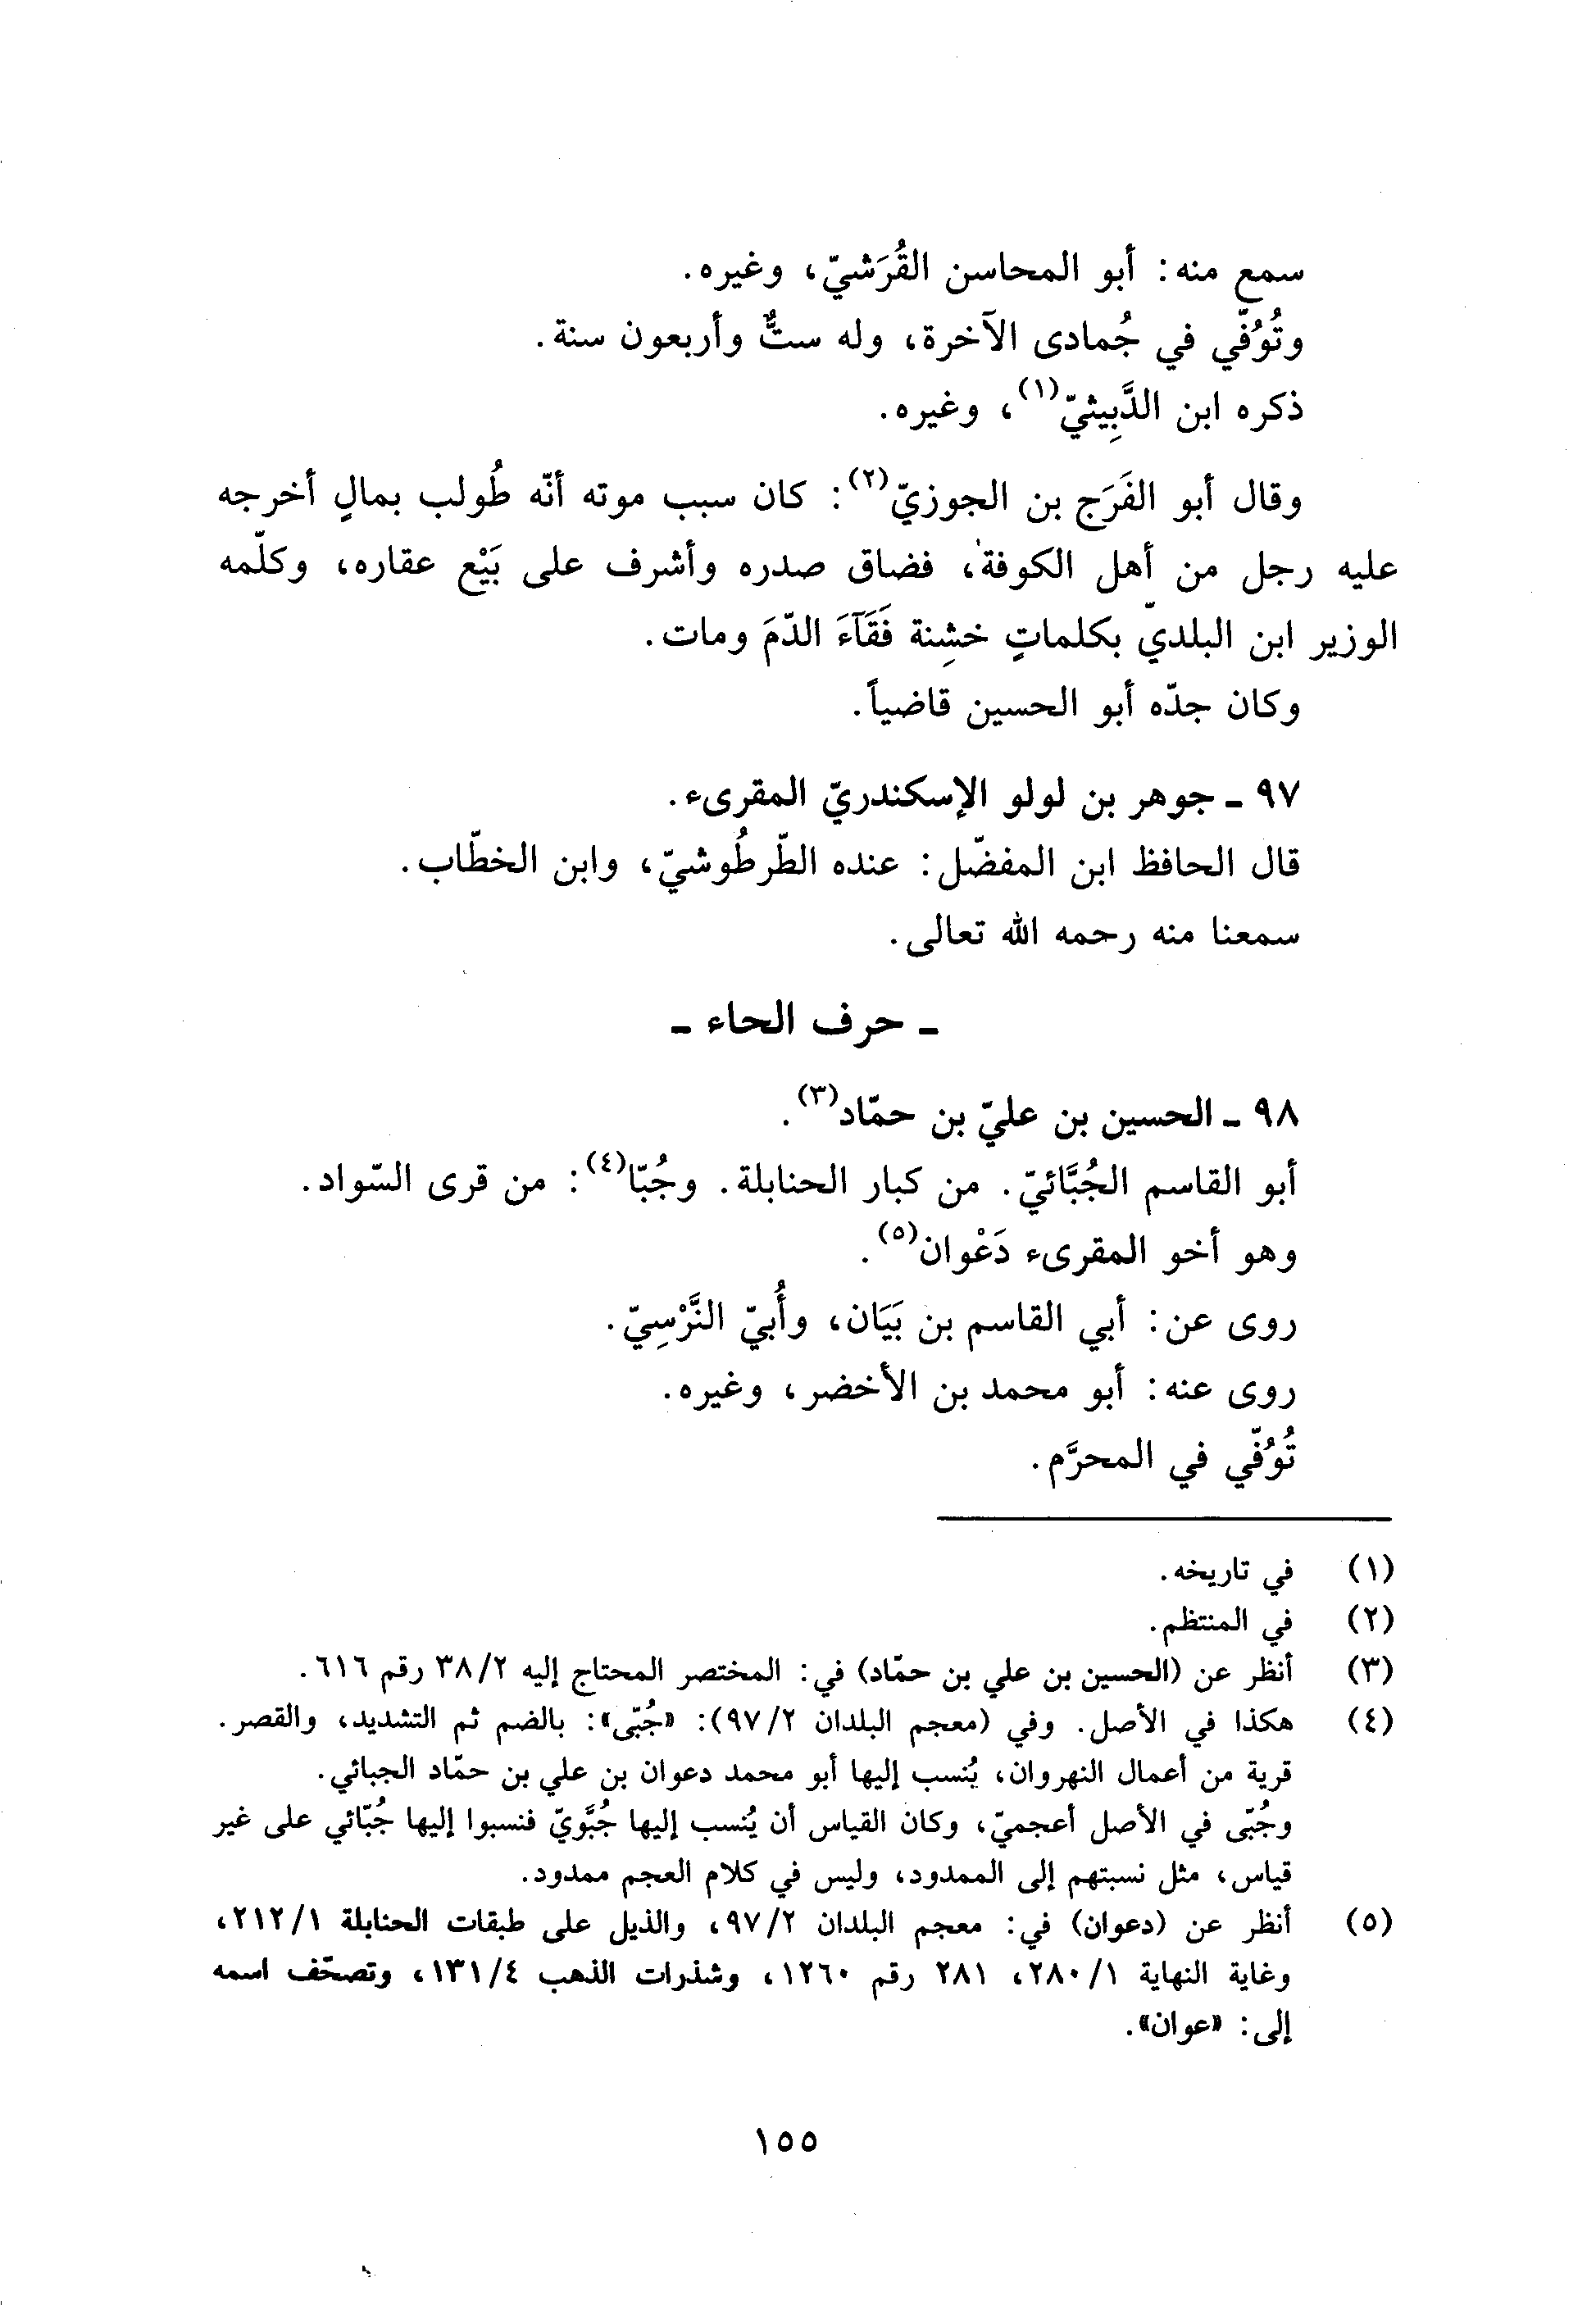 سمع منه: أبو المحاسن القُرَشيّ، وغيره.
وتُوُفّي في جُمادى الآخرة، وله ستٌّ وأربعون سنة.
ذكره ابن الدَّبِيثيّ(١)، وغيره.
وقال أبو الفَرَج بن الجوزيّ(٢): كان سبب موته أنّه طُولب بمالٍ أخرجه
عليه رجل من أهل الكوفة، فضاق صدره وأشرف على بَيْع عقاره، وكلّمه
الوزير ابن البلديّ بكلماتٍ خشِنة فَقَآءَ الدّمَ ومات.
وكان جدّه أبو الحسين قاضياً.
٩٧ ـ جوهر بن لولو الإسكندريّ المقرىء.
قال الحافظ ابن المفضّل: عنده الطّرطُوشيّ، وابن الخطّاب.
سمعنا منه رحمه الله تعالى.
ـ حرف الحاء ـ
٩٨ ـ الحسين بن عليّ بن حمّاد(٣).
أبو القاسم الجُبَّائيّ. من كبار الحنابلة. وجُبّا(٤): من قرى السّواد.
وهو أخو المقرىء دَعْوان(٥).
روى عن: أبي القاسم بن بَيَان، وأُبيّ النَّرْسِيّ.
روى عنه: أبو محمد بن الأخضر، وغيره.
تُوُفّي في المحرَّم.
(١) في تاريخه.
(٢) في المنتظم.
(٣) أنظر عن (الحسين بن علي بن حمّاد) في: المختصر المحتاج إليه ٣٨/٢ رقم ٦١٦.
(٤) هكذا في الأصل. وفي (معجم البلدان ٩٧/٢): «جُبّى»: بالضم ثم التشديد، والقصر.
قرية من أعمال النهروان، يُنسب إليها أبو محمد دعوان بن علي بن حمّاد الجبائي.
وجُبّى في الأصل أعجميّ، وكان القياس أن يُنسب إليها جُبَّويّ فنسبوا إليها جُبّائي على غير
قياس، مثل نسبتهم إلى الممدود، وليس في كلام العجم ممدود.
(٥) أنظر عن (دعوان) في: معجم البلدان ٩٧/٢، والذيل على طبقات الحنابلة ٢١٢/١،
وغاية النهاية ٢٨٠/١، ٢٨١ رقم ١٢٦٠، وشذرات الذهب ١٣١/٤، وتصحّف اسمه
إلى: «عوان».
١٥٥